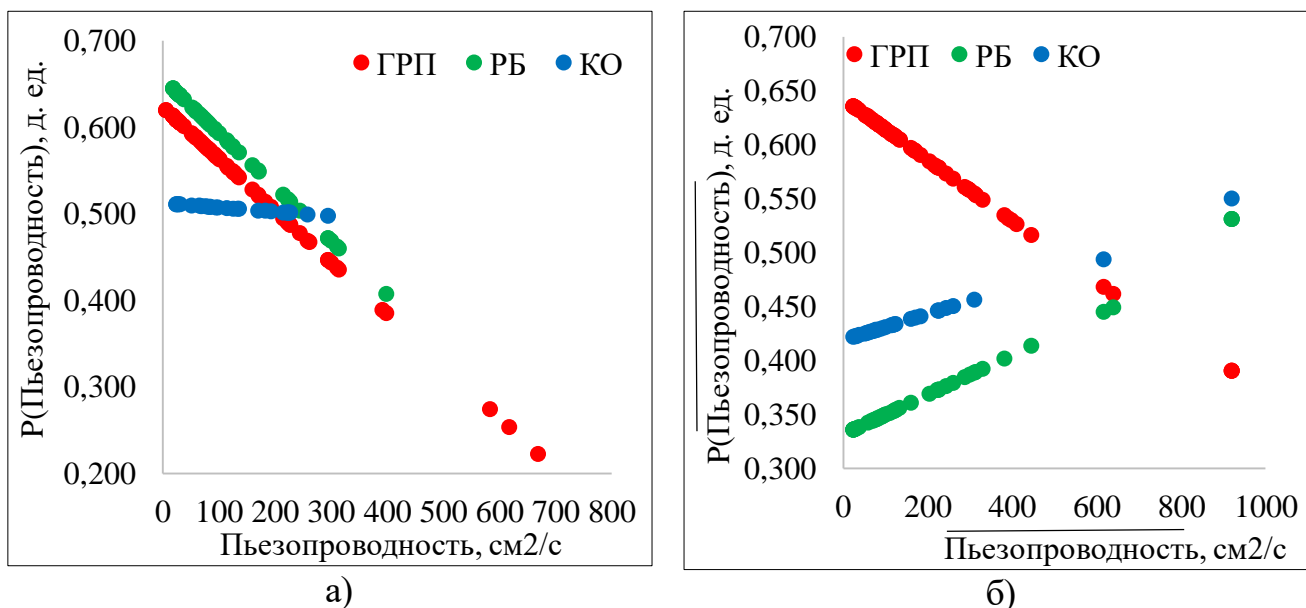 0,700
0,600
0,500
0,400
0,300
0,200
P(Пьезопроводность), д. ед.
ГРП РБ КО
0 100 200 300 400 500 600 700 800
Пьезопроводность, см2/с
а)
0,700
0,650
0,600
0,550
0,500
0,450
0,400
0,350
0,300
P(Пьезопроводность), д. ед.
ГРП РБ КО
0 200 400 600 800 1000
Пьезопроводность, см2/с
б)